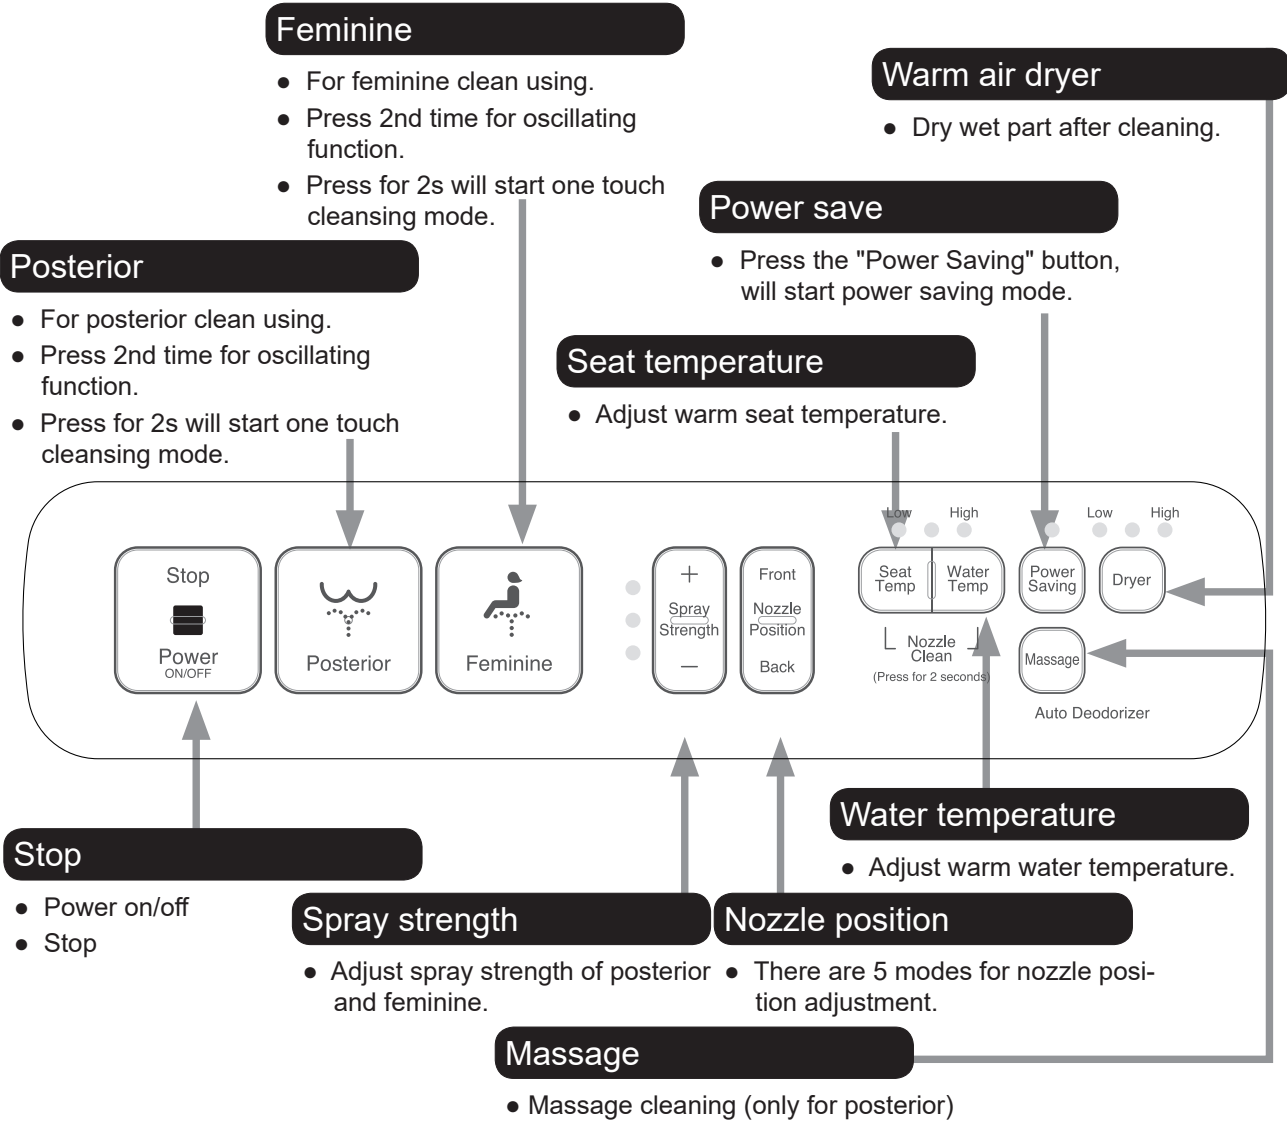 Feminine
● For feminine clean using.
● Press 2nd time for oscillating
function.
● Press for 2s will start one touch
cleansing mode.
Warm air dryer
● Dry wet part after cleaning.
Power save
● Press the "Power Saving" button,
will start power saving mode.
Posterior
● For posterior clean using.
● Press 2nd time for oscillating
function.
● Press for 2s will start one touch
cleansing mode.
Seat temperature
● Adjust warm seat temperature.
Low High
Low High
Stop
Power
ON/OFF
Posterior
Feminine
+
Spray
Strength
—
Front
Nozzle
Position
Back
Seat
Temp
Water
Temp
Nozzle
Clean
(Press for 2 seconds)
Power
Saving
Dryer
Massage
Auto Deodorizer
Water temperature
● Adjust warm water temperature.
Stop
● Power on/off
● Stop
Spray strength
● Adjust spray strength of posterior
and feminine.
Nozzle position
● There are 5 modes for nozzle posi-
tion adjustment.
Massage
● Massage cleaning (only for posterior)